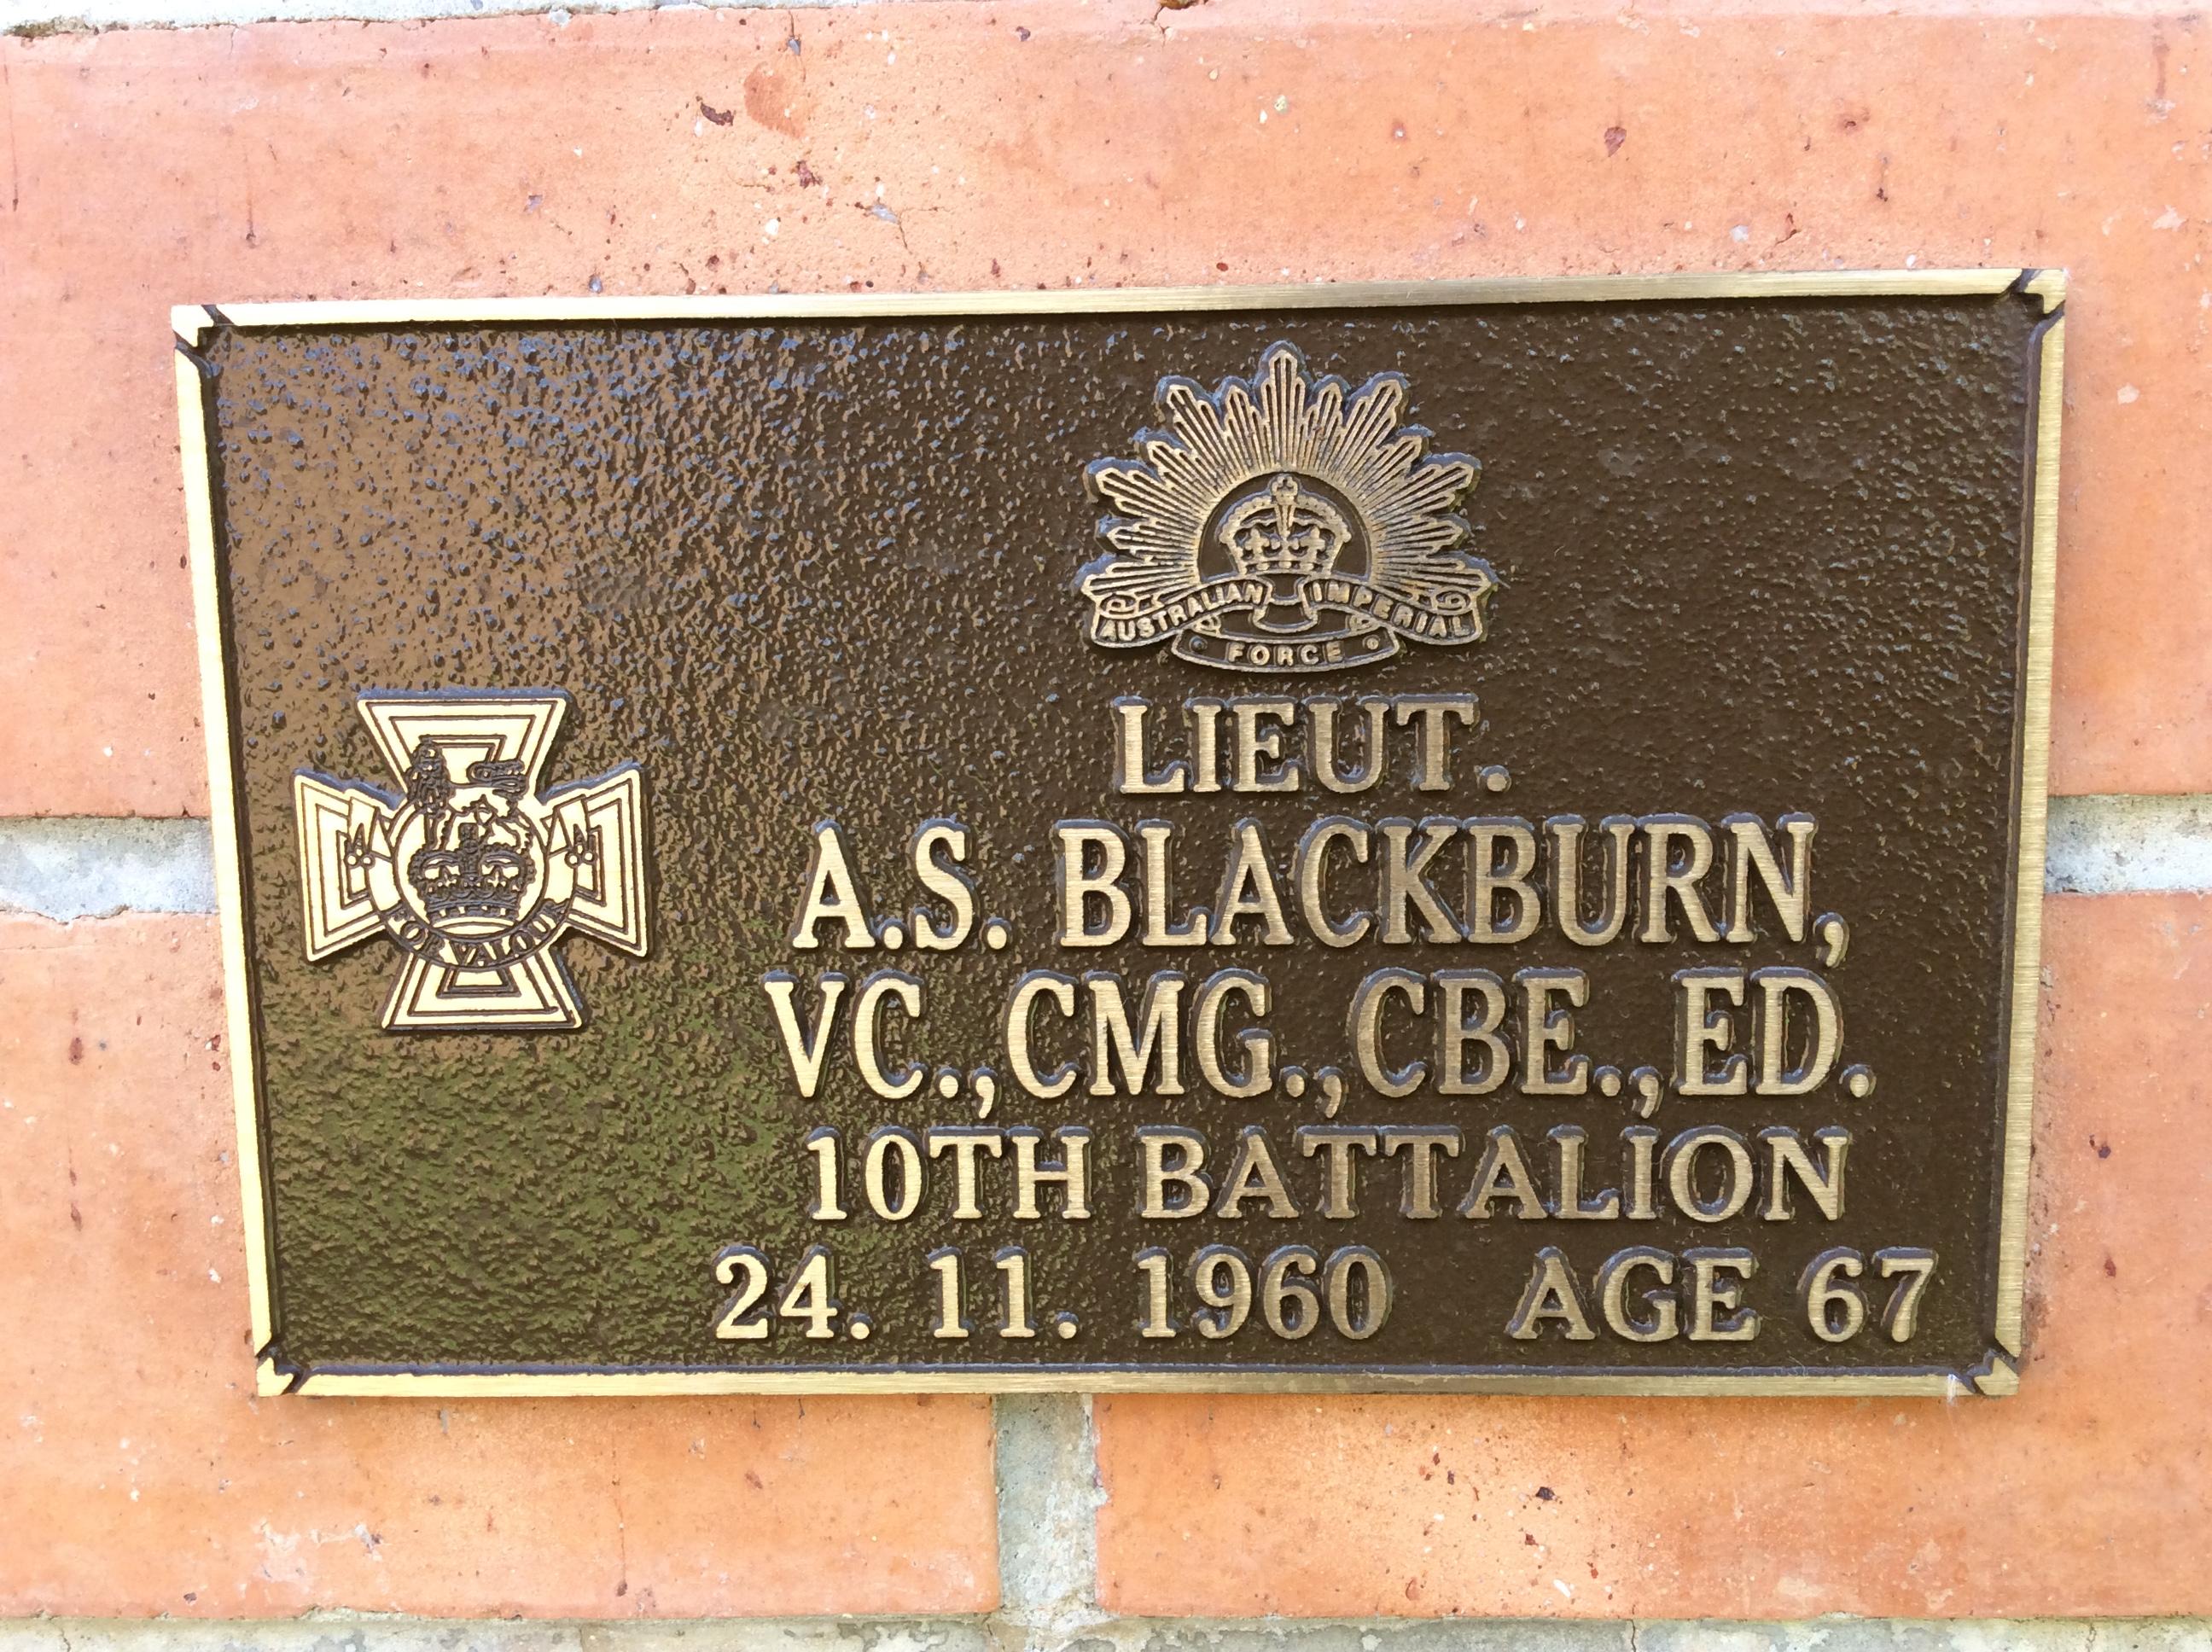 AUSTRALIAN IMPERIAL
FORCE
LIEUT.
A.S. BLACKBURN,
VC.,CMG.,CBE.,ED.
FOR VALOUR
10TH BATTALION
24. 11. 1960 AGE 67